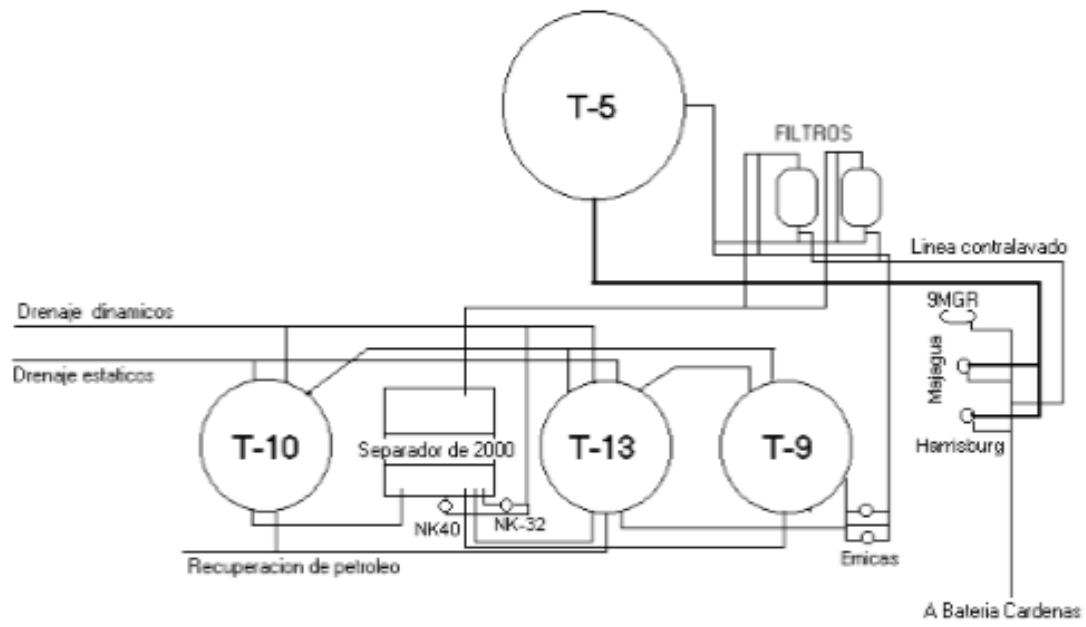 T-5
FILTROS
Linea contralavado
9MGR
Drenaje dinamicos
Majagua
Drenaje estaticos
Harrisburg
T-10
Separador de 2000
T-13
T-9
NK40
NK-32
Emicas
Recuperacion de petroleo
A Bateria Cardenas